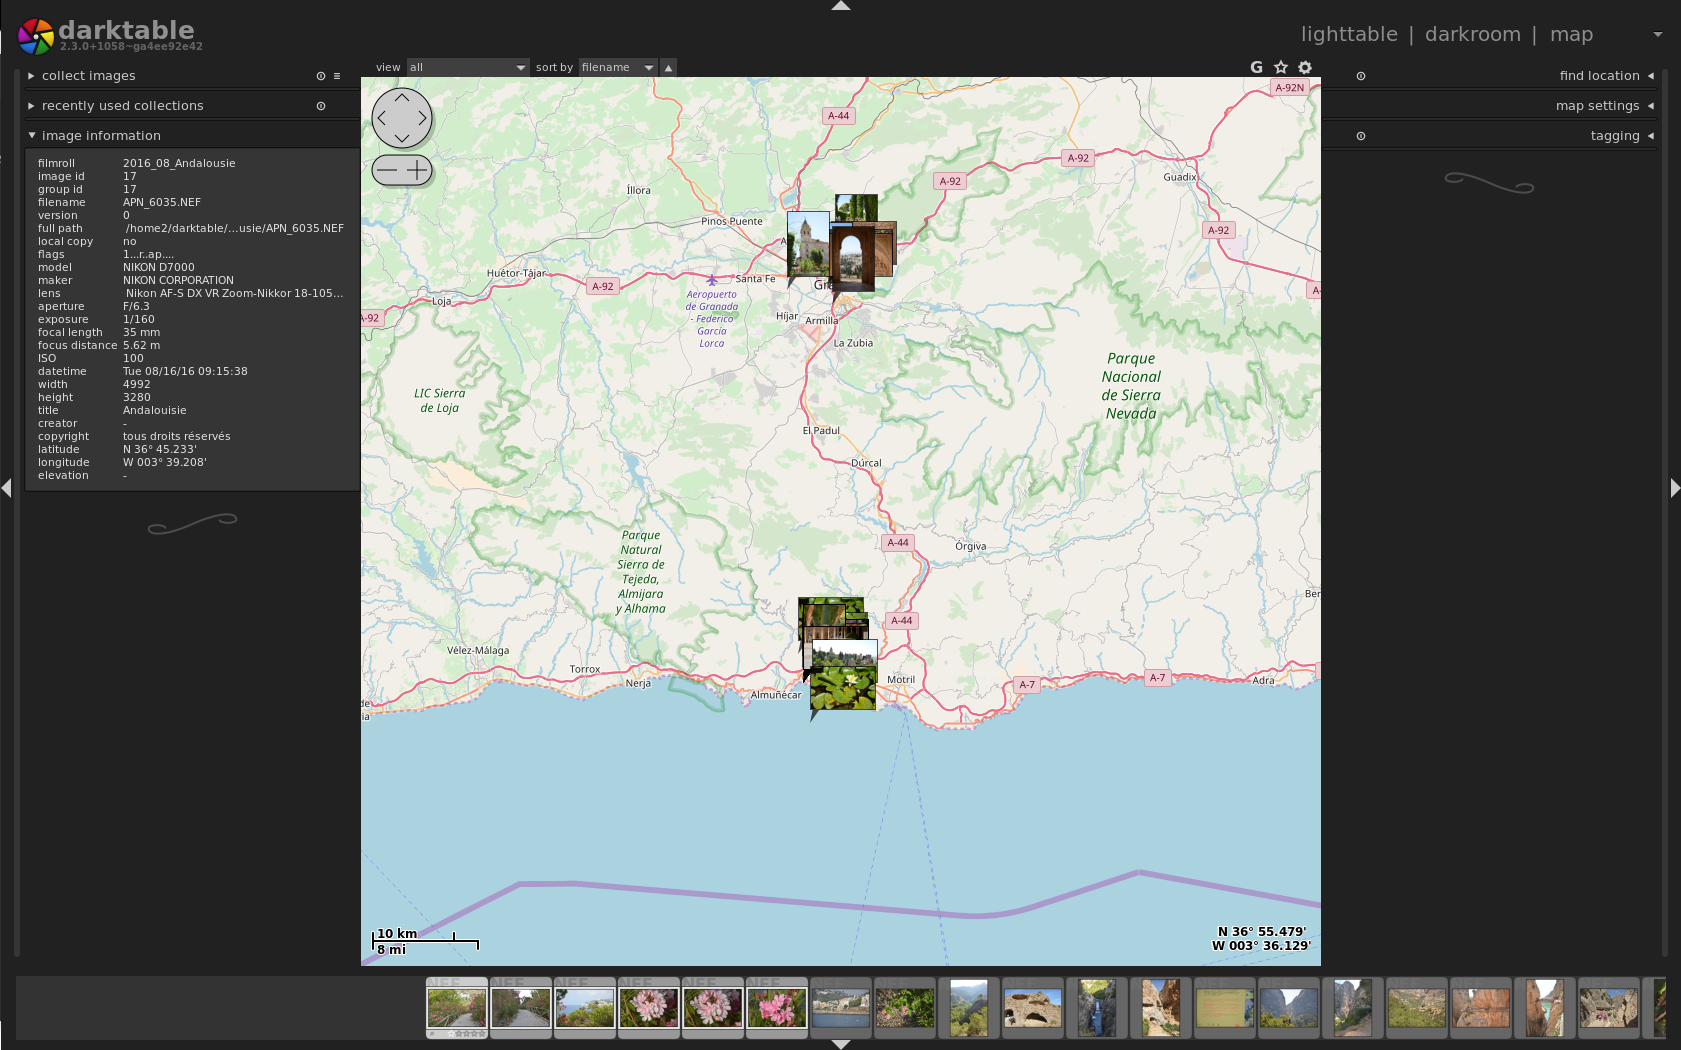 darktable
2.3.0+1058~ga4ee92e42
lighttable | darkroom | map
view all sort by filename
G
collect images
recently used collections
image information
filmroll 2016_08_Andalousie
image id 17
group id 17
filename APN_6035.NEF
version 0
full path /home2/darktable/...usie/APN_6035.NEF
local copy no
flags 1...r..ap....
model NIKON D7000
maker NIKON CORPORATION
lens Nikon AF-S DX VR Zoom-Nikkor 18-105...
aperture F/6.3
exposure 1/160
focal length 35 mm
focus distance 5.62 m
ISO 100
datetime Tue 08/16/16 09:15:38
width 4992
height 3280
title Andalouisie
creator -
copyright tous droits réservés
latitude N 36° 45.233'
longitude W 003° 39.208'
elevation -
find location
map settings
tagging
A-92N
A-44
A-92
Guadix
A-92
Íllora
Pinos Puente
A-92
Huétor-Tájar
Santa Fe
A-92
Loja
A-92
Aeropuerto
de Granada
- Federico
García
Lorca
Gr
Híjar
Armilla
La Zubia
Parque
Nacional
de Sierra
Nevada
LIC Sierra
de Loja
El Padul
Dúrcal
A-44
Órgiva
Parque
Natural
Sierra de
Tejeda,
Almijara
y Alhama
Ber
A-44
Vélez-Málaga
Torrox
Nerja
Almuñécar
Motril
A-7
A-7
Adra
de
ia
10 km
8 mi
N 36° 55.479'
W 003° 36.129'
NEF
NEF
NEF
NEF
NEF
NEF